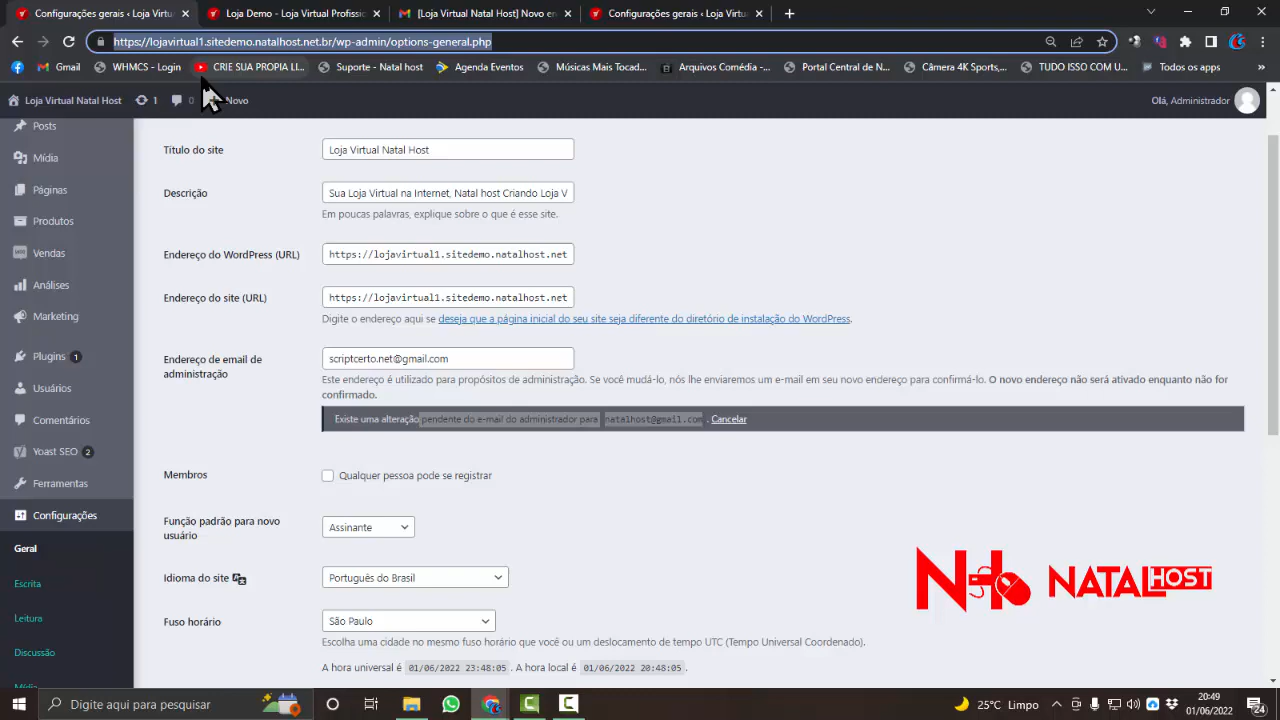 Configurações gerais ‹ Loja Virtu
Loja Demo - Loja Virtual Profissio
[Loja Virtual Natal Host] Novo en
Configurações gerais ‹ Loja Virtu
https://lojavirtual1.sitedemo.natalhost.net.br/wp-admin/options-general.php
Gmail
WHMCS - Login
CRIE SUA PROPIA LI...
Suporte - Natal host
Agenda Eventos
Músicas Mais Tocad...
Arquivos Comédia -...
Portal Central de N...
Câmera 4K Sports,...
TUDO ISSO COM U...
Todos os apps
Loja Virtual Natal Host
1
0
Novo
Olá, Administrador
Posts
Mídia
Páginas
Produtos
Vendas
Análises
Marketing
Plugins 1
Usuários
Comentários
Yoast SEO 2
Ferramentas
Configurações
Geral
Escrita
Leitura
Discussão
Mídia
Título do site
Loja Virtual Natal Host
Descrição
Sua Loja Virtual na Internet, Natal host Criando Loja V
Em poucas palavras, explique sobre o que é esse site.
Endereço do WordPress (URL)
https://lojavirtual1.sitedemo.natalhost.net
Endereço do site (URL)
https://lojavirtual1.sitedemo.natalhost.net
Digite o endereço aqui se deseja que a página inicial do seu site seja diferente do diretório de instalação do WordPress.
Endereço de email de
administração
scriptcerto.net@gmail.com
Este endereço é utilizado para propósitos de administração. Se você mudá-lo, nós lhe enviaremos um e-mail em seu novo endereço para confirmá-lo. O novo endereço não será ativado enquanto não for
confirmado.
Existe uma alteração pendente do e-mail do administrador para natalhost@gmail.com . Cancelar
Membros
Qualquer pessoa pode se registrar
Função padrão para novo
usuário
Assinante
Idioma do site
Português do Brasil
Fuso horário
São Paulo
Escolha uma cidade no mesmo fuso horário que você ou um deslocamento de tempo UTC (Tempo Universal Coordenado).
A hora universal é 01/06/2022 23:48:05. A hora local é 01/06/2022 20:48:05.
NH NATALHOST
Digite aqui para pesquisar
25°C Limpo
20:49
01/06/2022
24